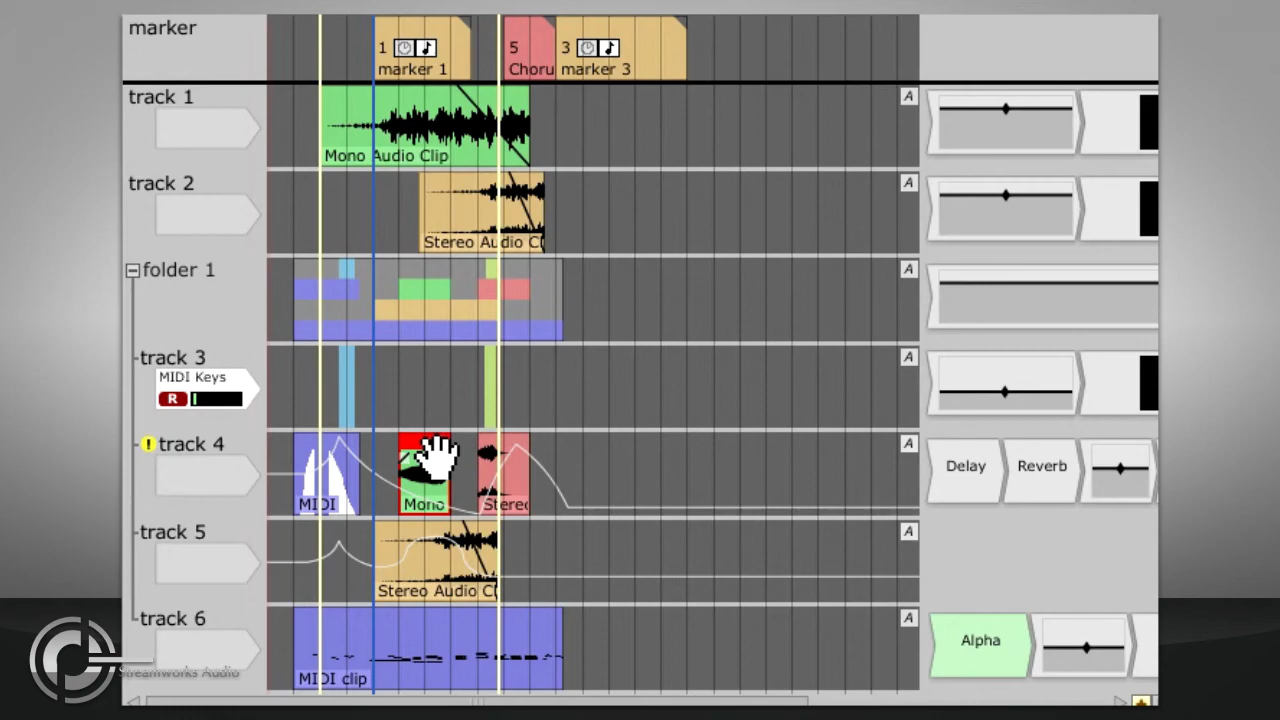 marker
1
marker 1
5
Choru
3
marker 3
track 1
A
Mono Audio Clip
track 2
A
Stereo Audio Cl
folder 1
A
track 3
A
MIDI Keys
R
! track 4
A
Delay
Reverb
MIDI
Mono
Stereo
track 5
A
Stereo Audio Cl
track 6
A
Alpha
MIDI clip
Streamworks Audio